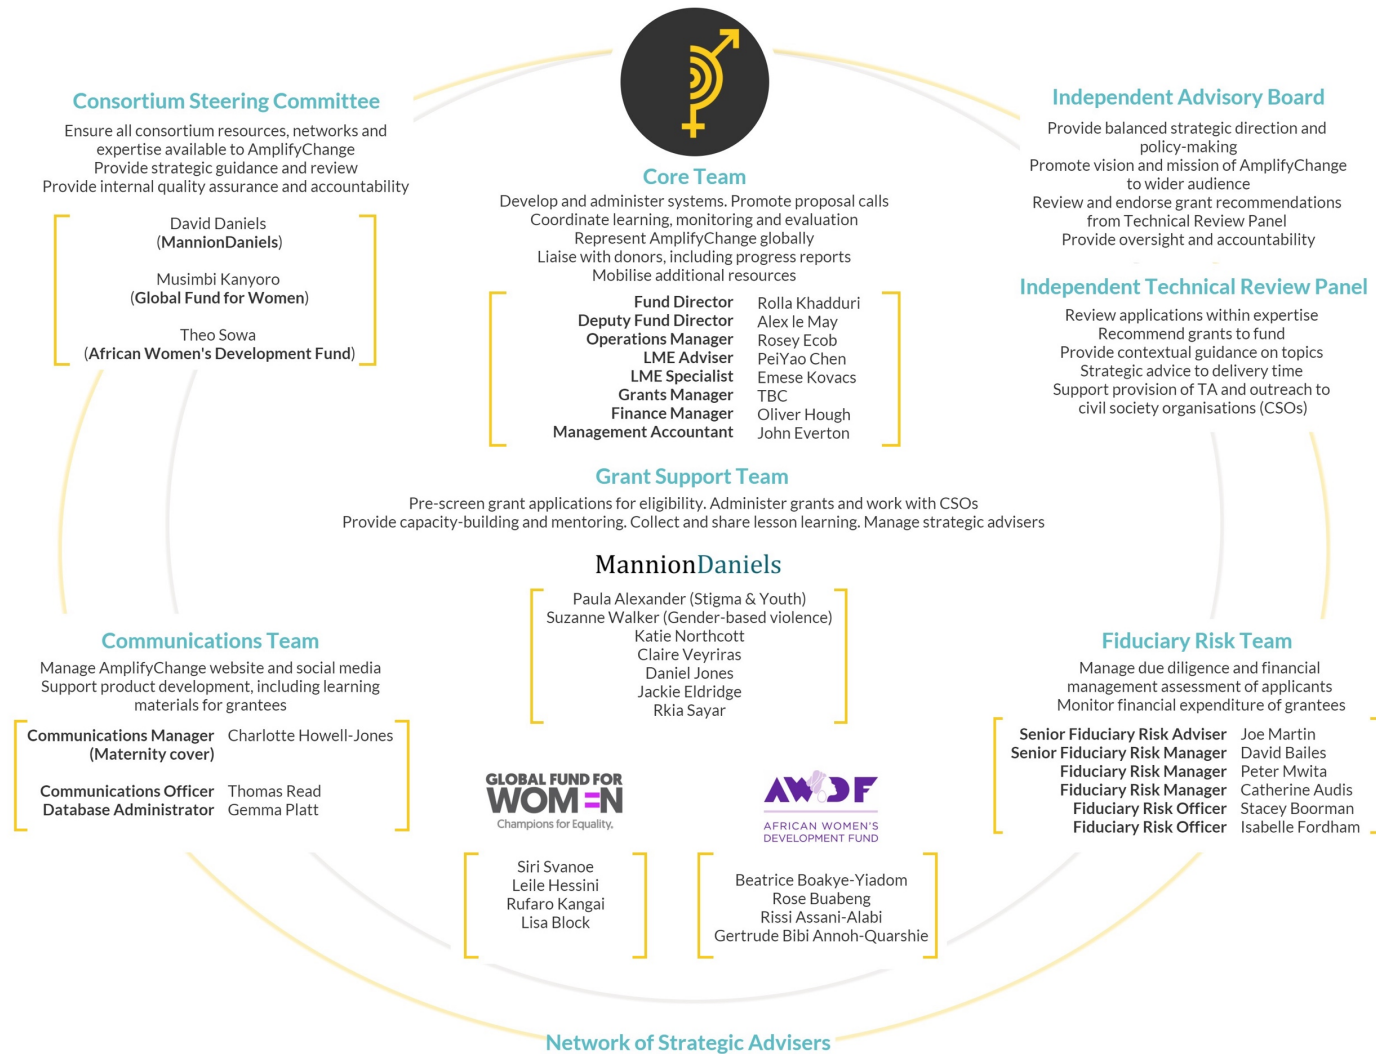 Consortium Steering Committee
Ensure all consortium resources, networks and
expertise available to AmplifyChange
Provide strategic guidance and review
Provide internal quality assurance and accountability
David Daniels
(MannionDaniels)
Musimbi Kanyoro
(Global Fund for Women)
Theo Sowa
(African Women's Development Fund)
Core Team
Develop and administer systems. Promote proposal calls
Coordinate learning, monitoring and evaluation
Represent AmplifyChange globally
Liaise with donors, including progress reports
Mobilise additional resources
Fund Director Rolla Khadduri
Deputy Fund Director Alex le May
Operations Manager Rosey Ecob
LME Adviser PeiYao Chen
LME Specialist Emese Kovacs
Grants Manager TBC
Finance Manager Oliver Hough
Management Accountant John Everton
Independent Advisory Board
Provide balanced strategic direction and
policy-making
Promote vision and mission of AmplifyChange
to wider audience
Review and endorse grant recommendations
from Technical Review Panel
Provide oversight and accountability
Independent Technical Review Panel
Review applications within expertise
Recommend grants to fund
Provide contextual guidance on topics
Strategic advice to delivery time
Support provision of TA and outreach to
civil society organisations (CSOs)
Grant Support Team
Pre-screen grant applications for eligibility. Administer grants and work with CSOs
Provide capacity-building and mentoring. Collect and share lesson learning. Manage strategic advisers
MannionDaniels
Paula Alexander (Stigma & Youth)
Suzanne Walker (Gender-based violence)
Katie Northcott
Claire Veyriras
Daniel Jones
Jackie Eldridge
Rkia Sayar
Communications Team
Manage AmplifyChange website and social media
Support product development, including learning
materials for grantees
Communications Manager Charlotte Howell-Jones
(Maternity cover)
Communications Officer Thomas Read
Database Administrator Gemma Platt
GLOBAL FUND FOR
WOMEN
Champions for Equality.
Siri Svanoe
Leile Hessini
Rufaro Kangai
Lisa Block
AWDF
AFRICAN WOMEN'S
DEVELOPMENT FUND
Beatrice Boakye-Yiadom
Rose Buabeng
Rissi Assani-Alabi
Gertrude Bibi Annoh-Quarshie
Fiduciary Risk Team
Manage due diligence and financial
management assessment of applicants
Monitor financial expenditure of grantees
Senior Fiduciary Risk Adviser Joe Martin
Senior Fiduciary Risk Manager David Bailes
Fiduciary Risk Manager Peter Mwita
Fiduciary Risk Manager Catherine Audis
Fiduciary Risk Officer Stacey Boorman
Fiduciary Risk Officer Isabelle Fordham
Network of Strategic Advisers